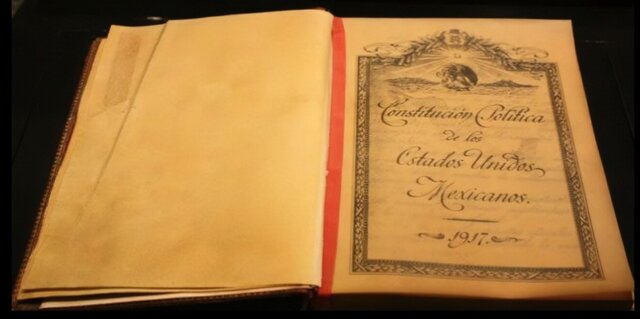 Constitución Política
de los
Estados Unidos
Mexicanos.
1917.